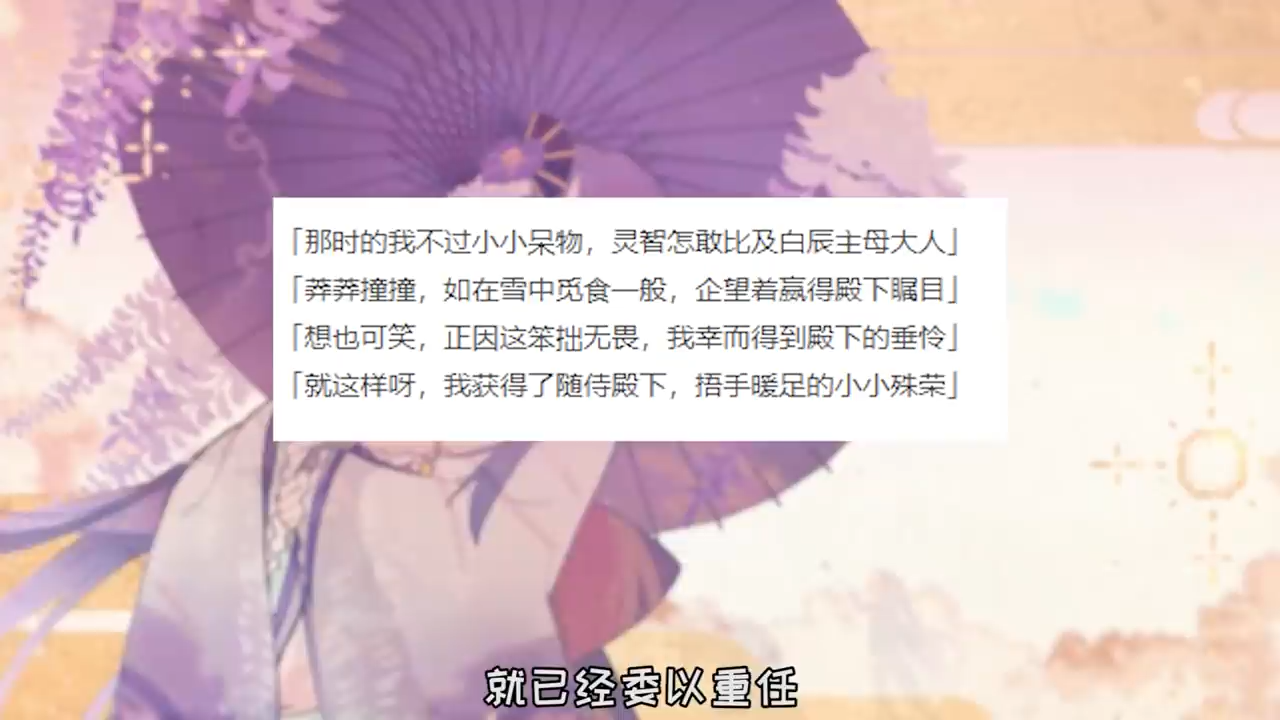 「那时的我不过小小呆物，灵智怎敢比及白辰主母大人」
「莽莽撞撞，如在雪中觅食一般，企望着赢得殿下瞩目」
「想也可笑，正因这笨拙无畏，我幸而得到殿下的垂怜」
「就这样呀，我获得了随侍殿下，捂手暖足的小小殊荣」
就已经委以重任